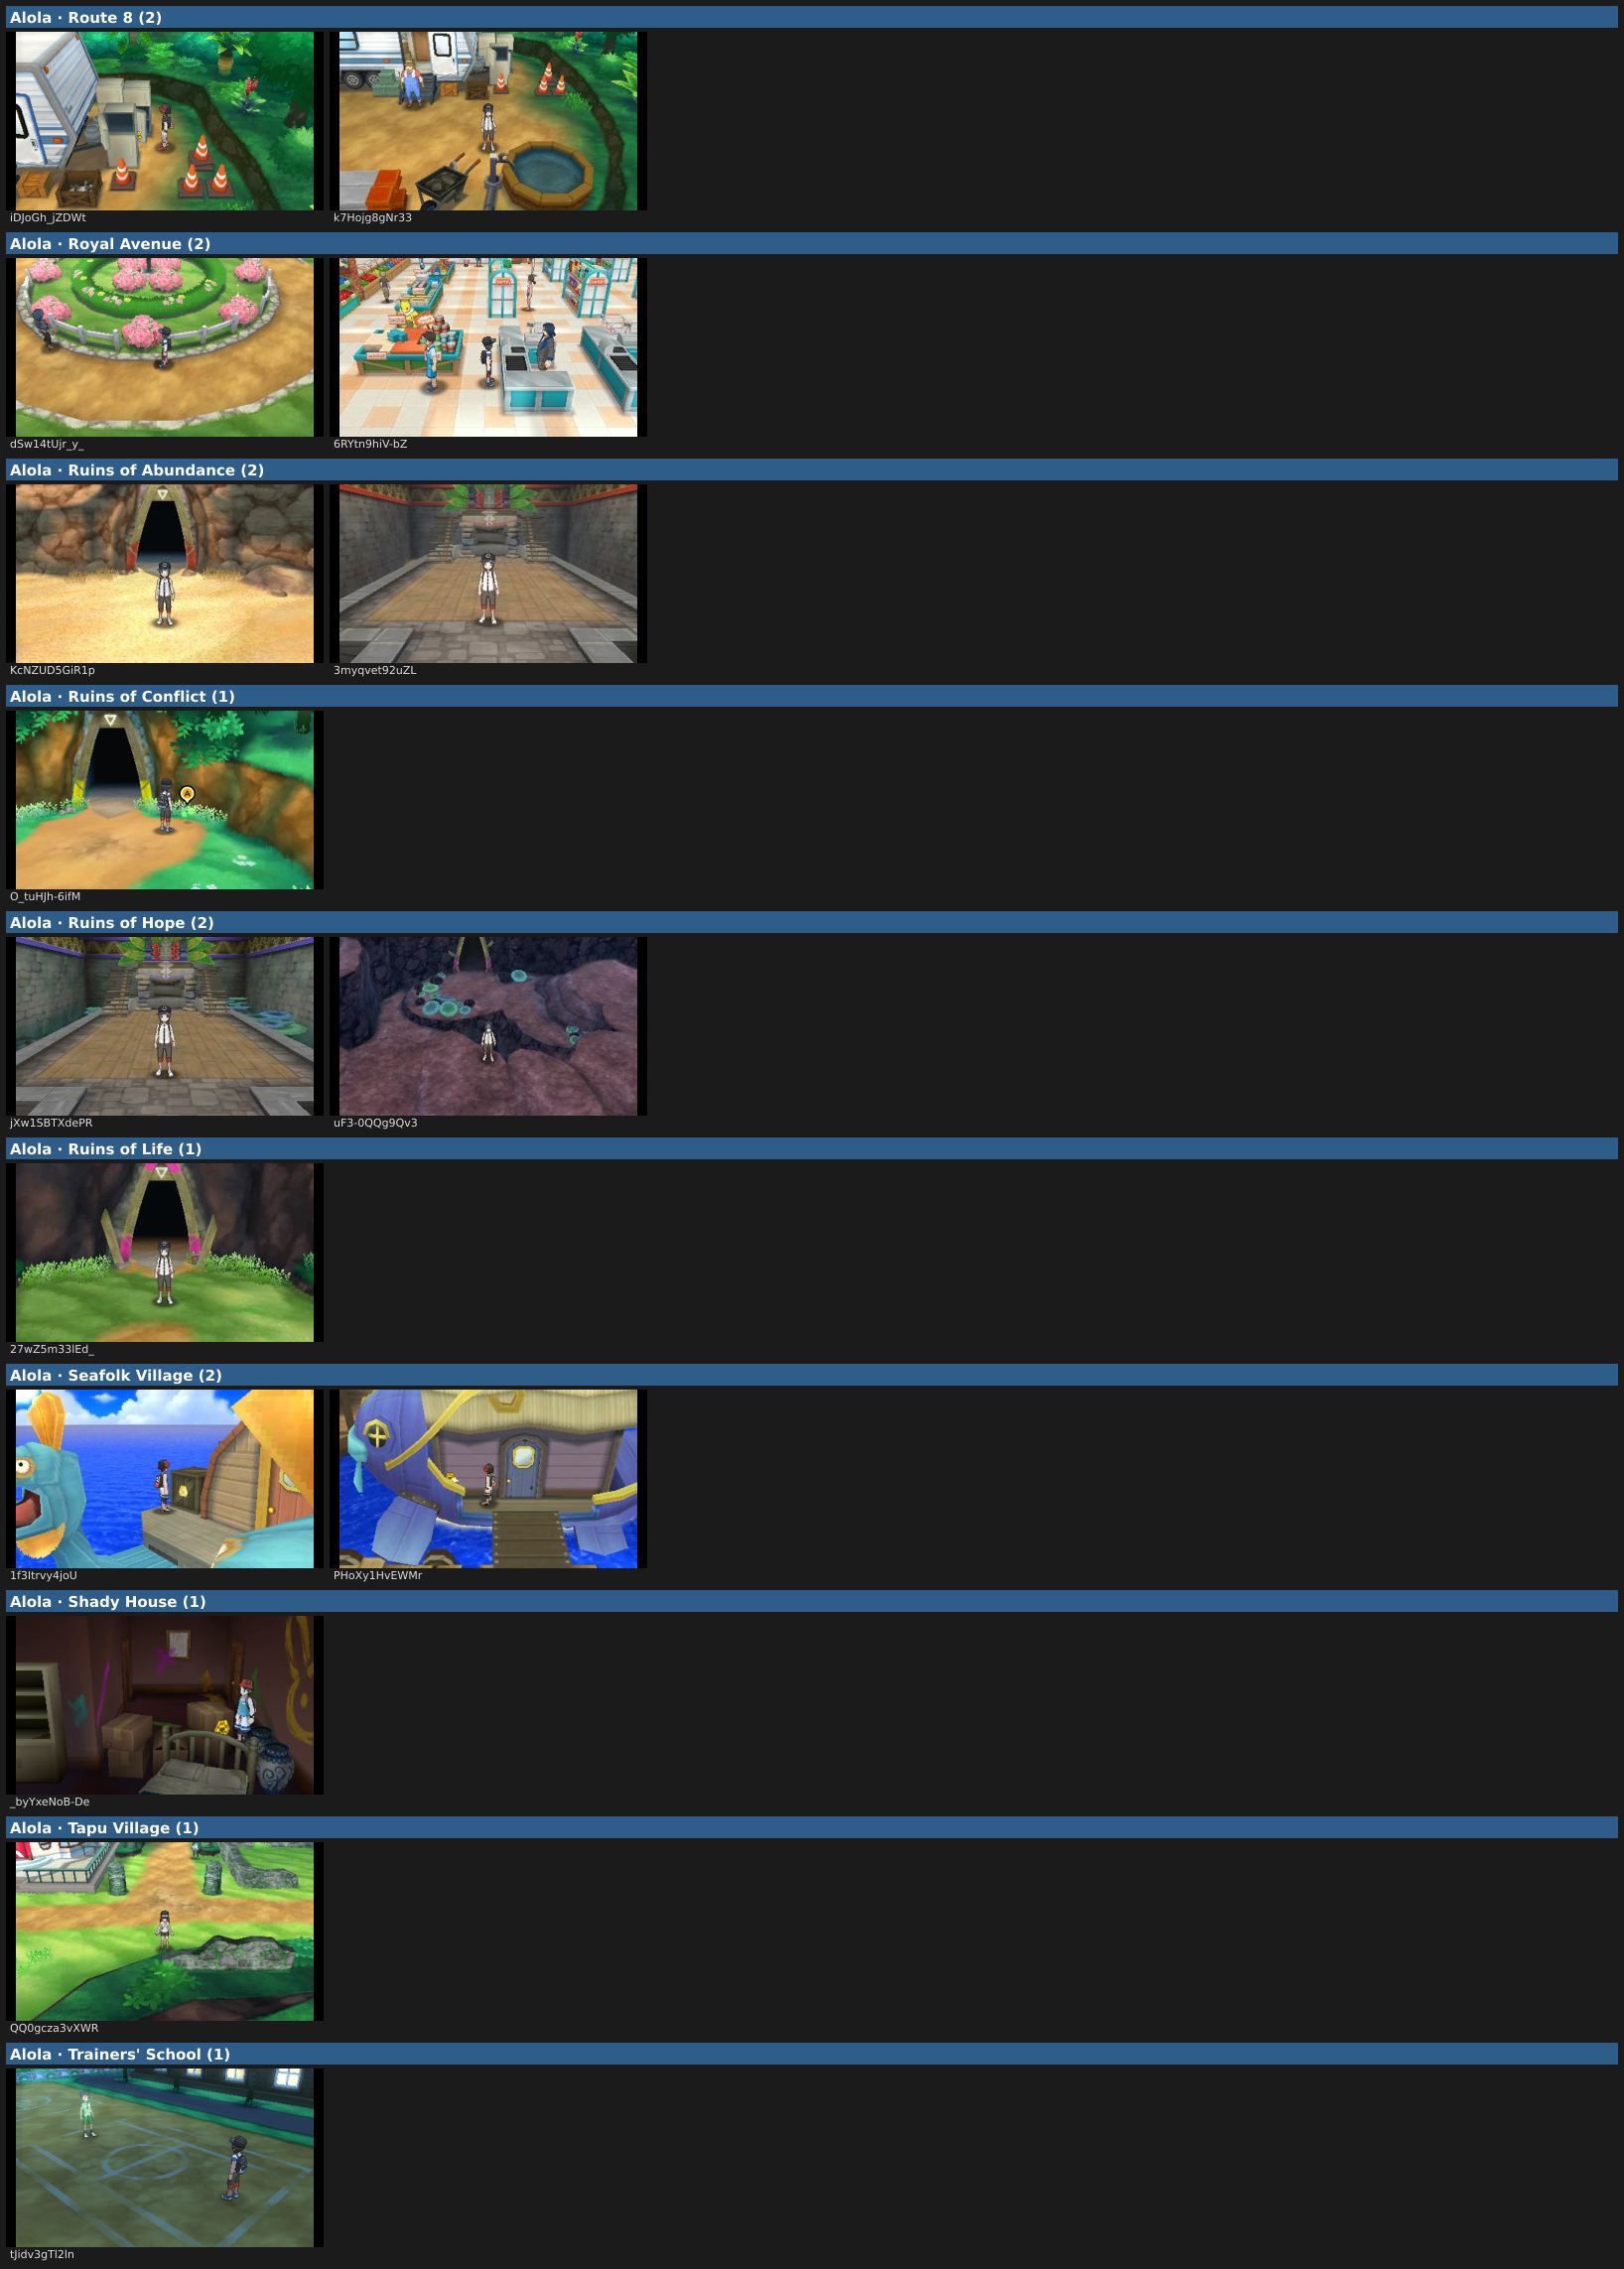 Alola · Route 8 (2)
iDJoGh_jZDWt
k7Hojg8gNr33
Alola · Royal Avenue (2)
dSw14tUjr_y_
6RYtn9hiV-bZ
Alola · Ruins of Abundance (2)
KcNZUD5GiR1p
3myqvet92uZL
Alola · Ruins of Conflict (1)
A
O_tuHJh-6ifM
Alola · Ruins of Hope (2)
jXw1SBTXdePR
uF3-0QQg9Qv3
Alola · Ruins of Life (1)
27wZ5m33lEd_
Alola · Seafolk Village (2)
1f3Itrvy4joU
PHoXy1HvEWMr
Alola · Shady House (1)
_byYxeNoB-De
Alola · Tapu Village (1)
QQ0gcza3vXWR
Alola · Trainers' School (1)
tJidv3gTl2ln